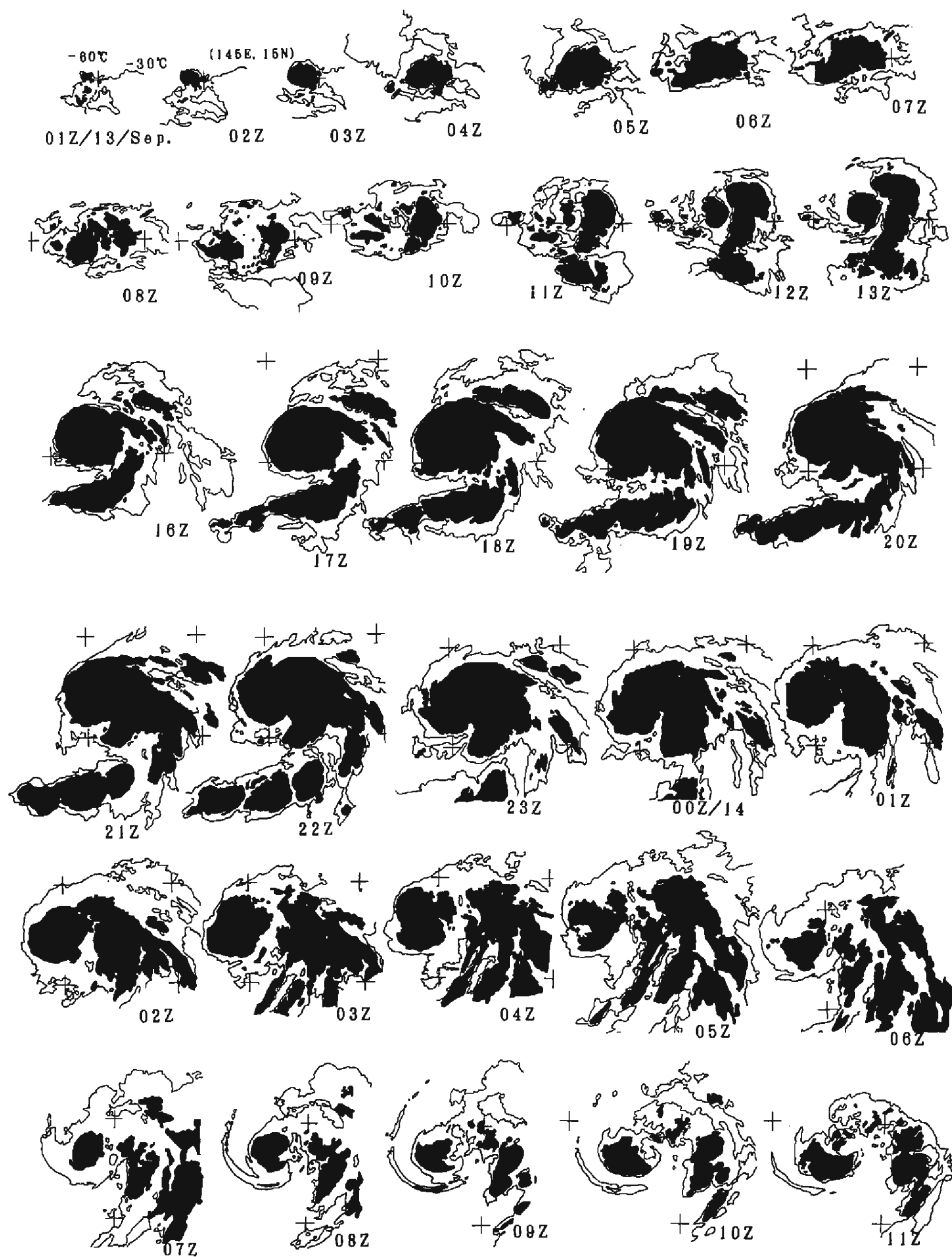 -60℃ -30℃ (145E, 15N)
01Z/13/Sep. 02Z 03Z 04Z 05Z 06Z 07Z
08Z 09Z 10Z 11Z 12Z 13Z
16Z 17Z 18Z 19Z 20Z
21Z 22Z 23Z 00Z/14 01Z
02Z 03Z 04Z 05Z 06Z
07Z 08Z 09Z 10Z 11Z